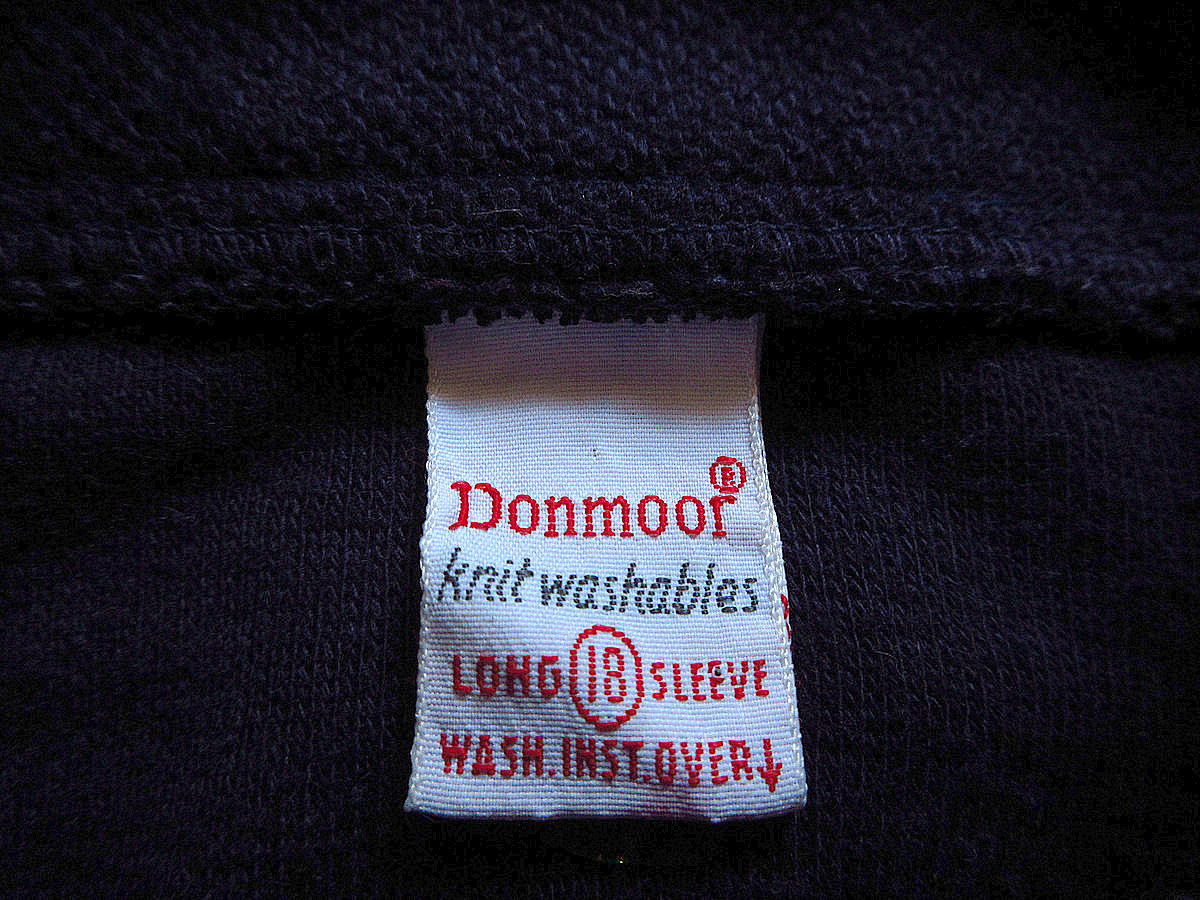 Donmoor®
knit washables
LONG 18 SLEEVE
WASH.INST.OVER↓